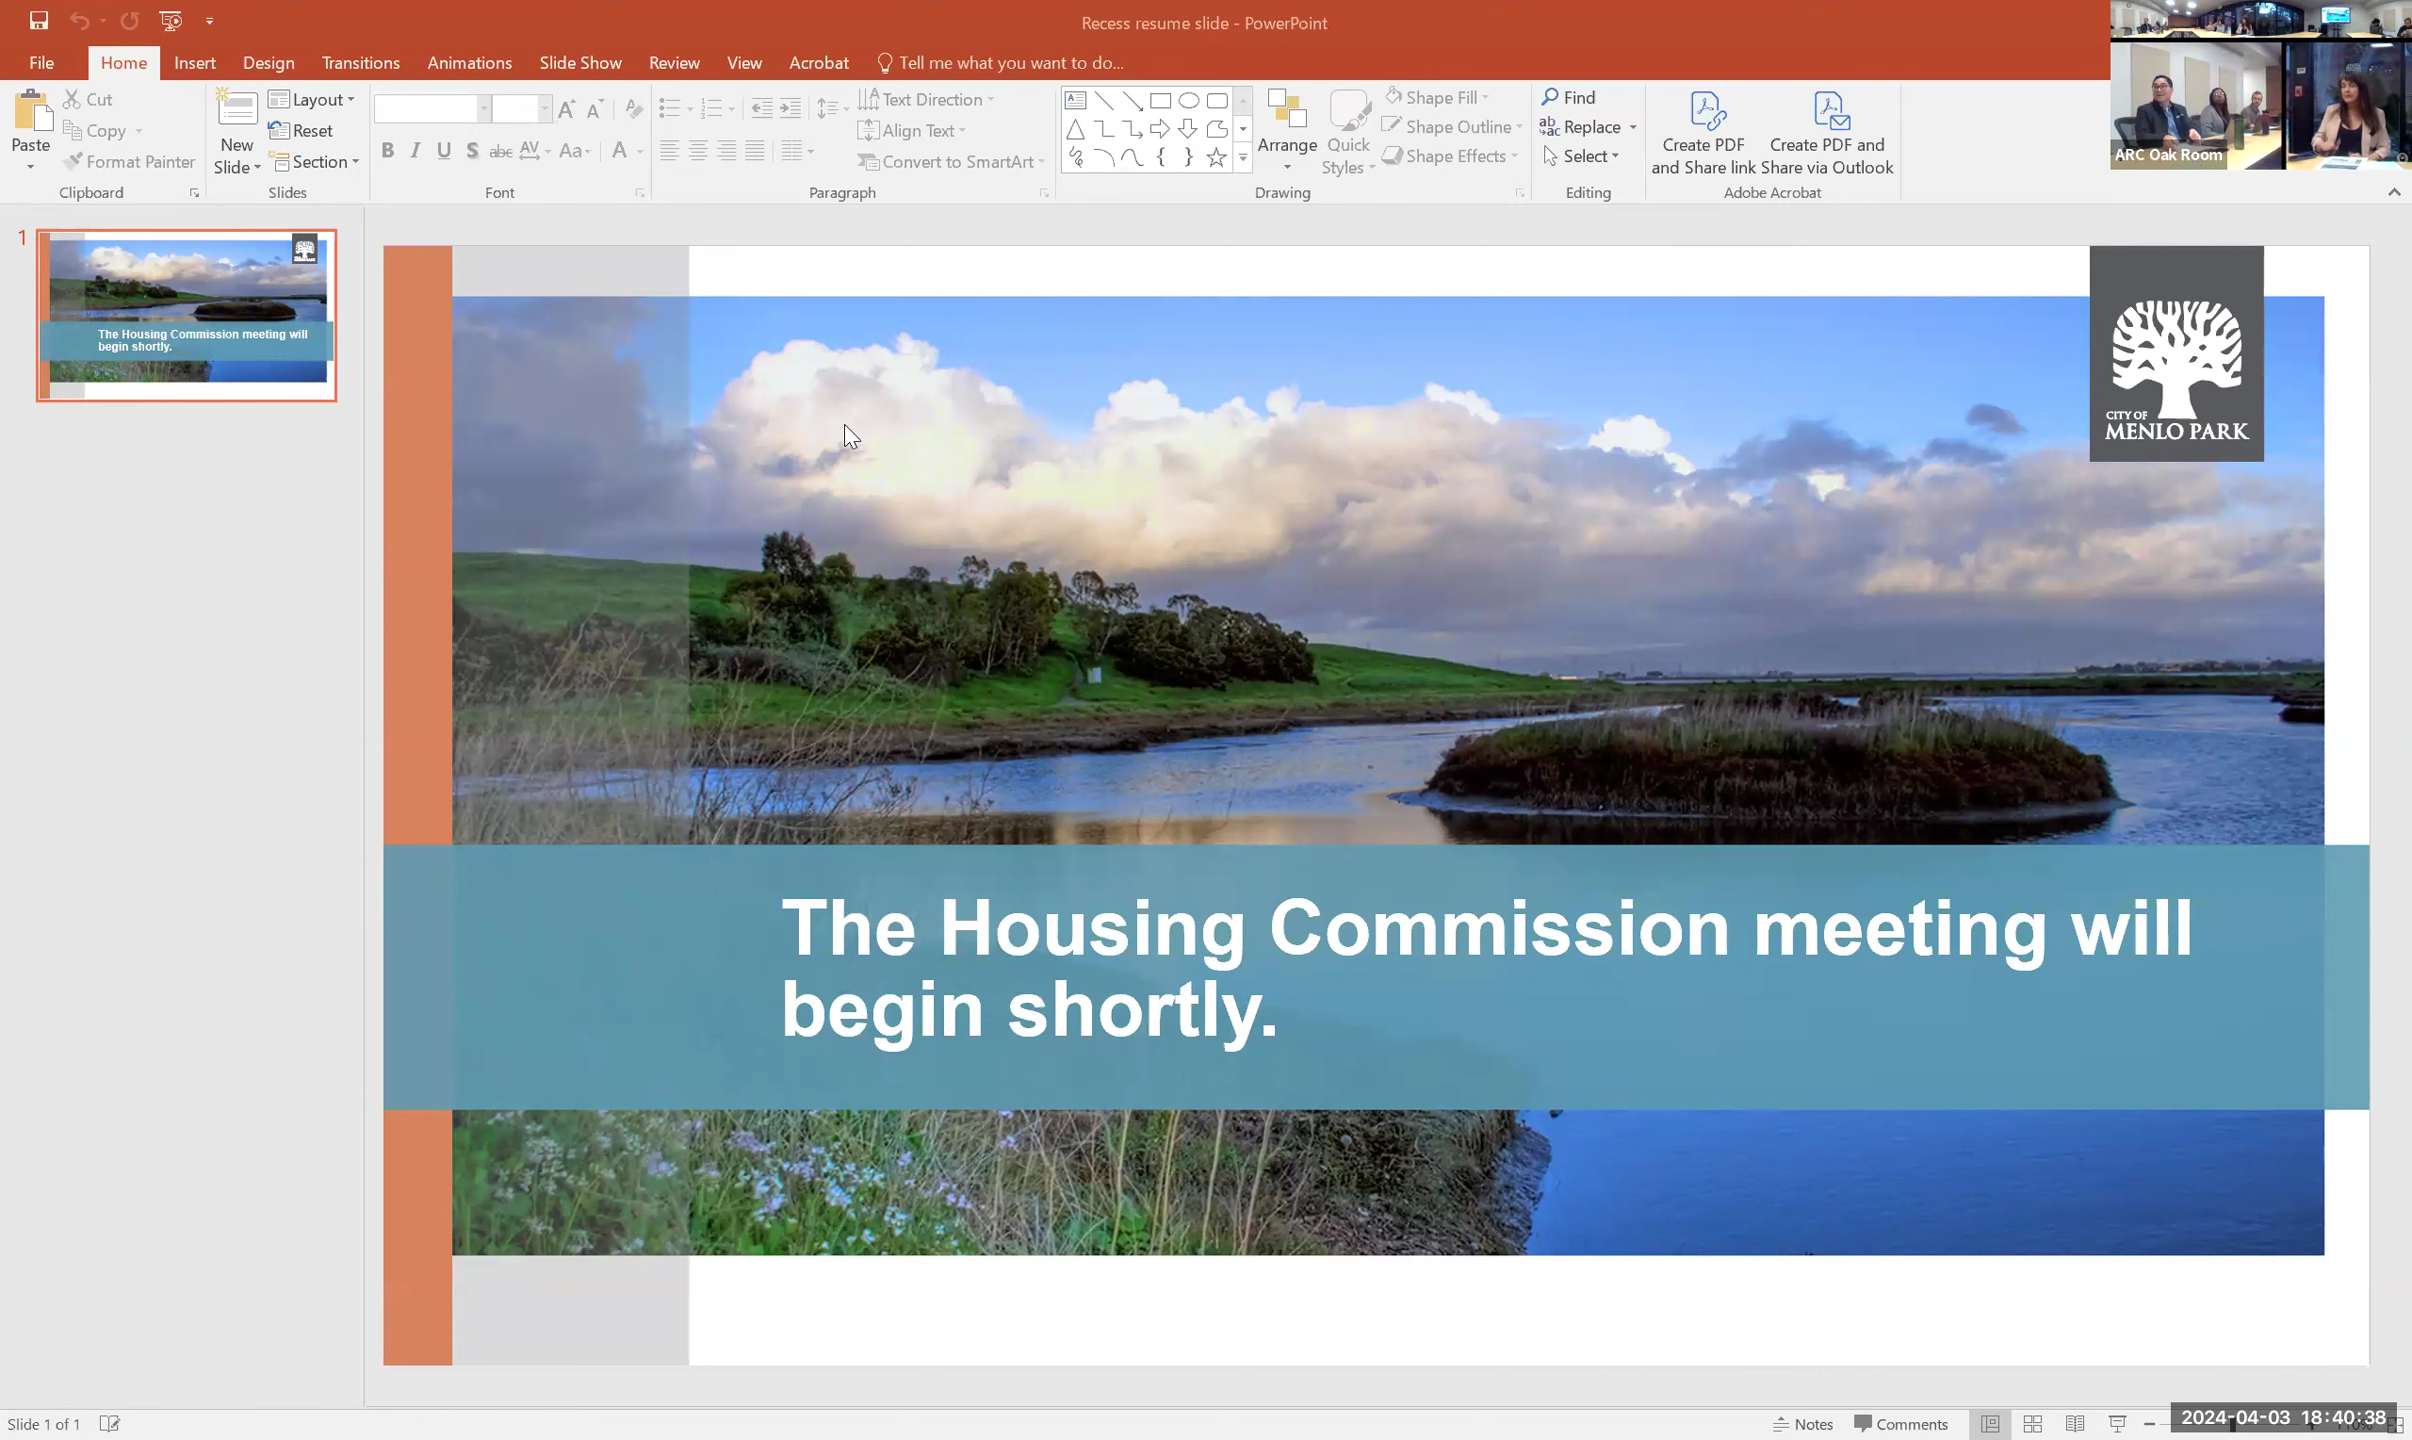 Recess resume slide - PowerPoint
File Home Insert Design Transitions Animations Slide Show Review View Acrobat Tell me what you want to do...
Paste
Cut
Copy
Format Painter
Clipboard
New
Slide
Layout
Reset
Section
Slides
B I U S abc AV Aa A
Font
Text Direction
Align Text
Convert to SmartArt
Paragraph
Arrange
Quick
Styles
Shape Fill
Shape Outline
Shape Effects
Drawing
Find
Replace
Select
Editing
Create PDF
and Share link
Create PDF and
Share via Outlook
Adobe Acrobat
ARC Oak Room
1
The Housing Commission meeting will
begin shortly.
CITY OF
MENLO PARK
The Housing Commission meeting will
begin shortly.
Slide 1 of 1
Notes
Comments
2024-04-03 18:40:38